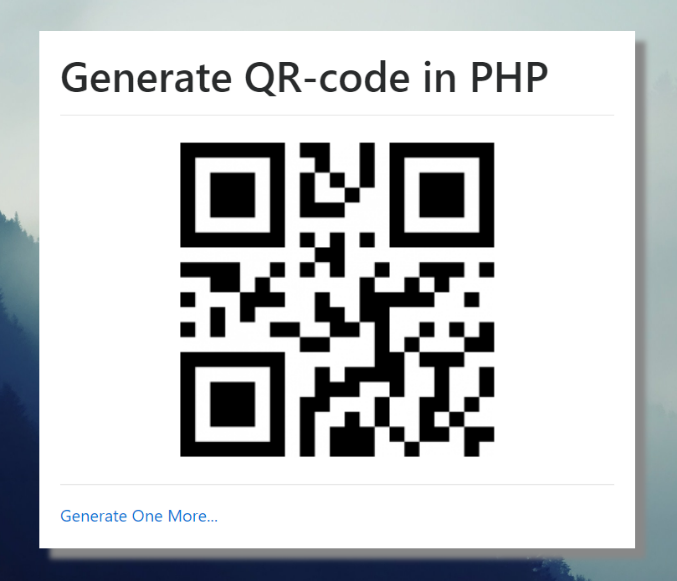 Generate QR-code in PHP
Generate One More...